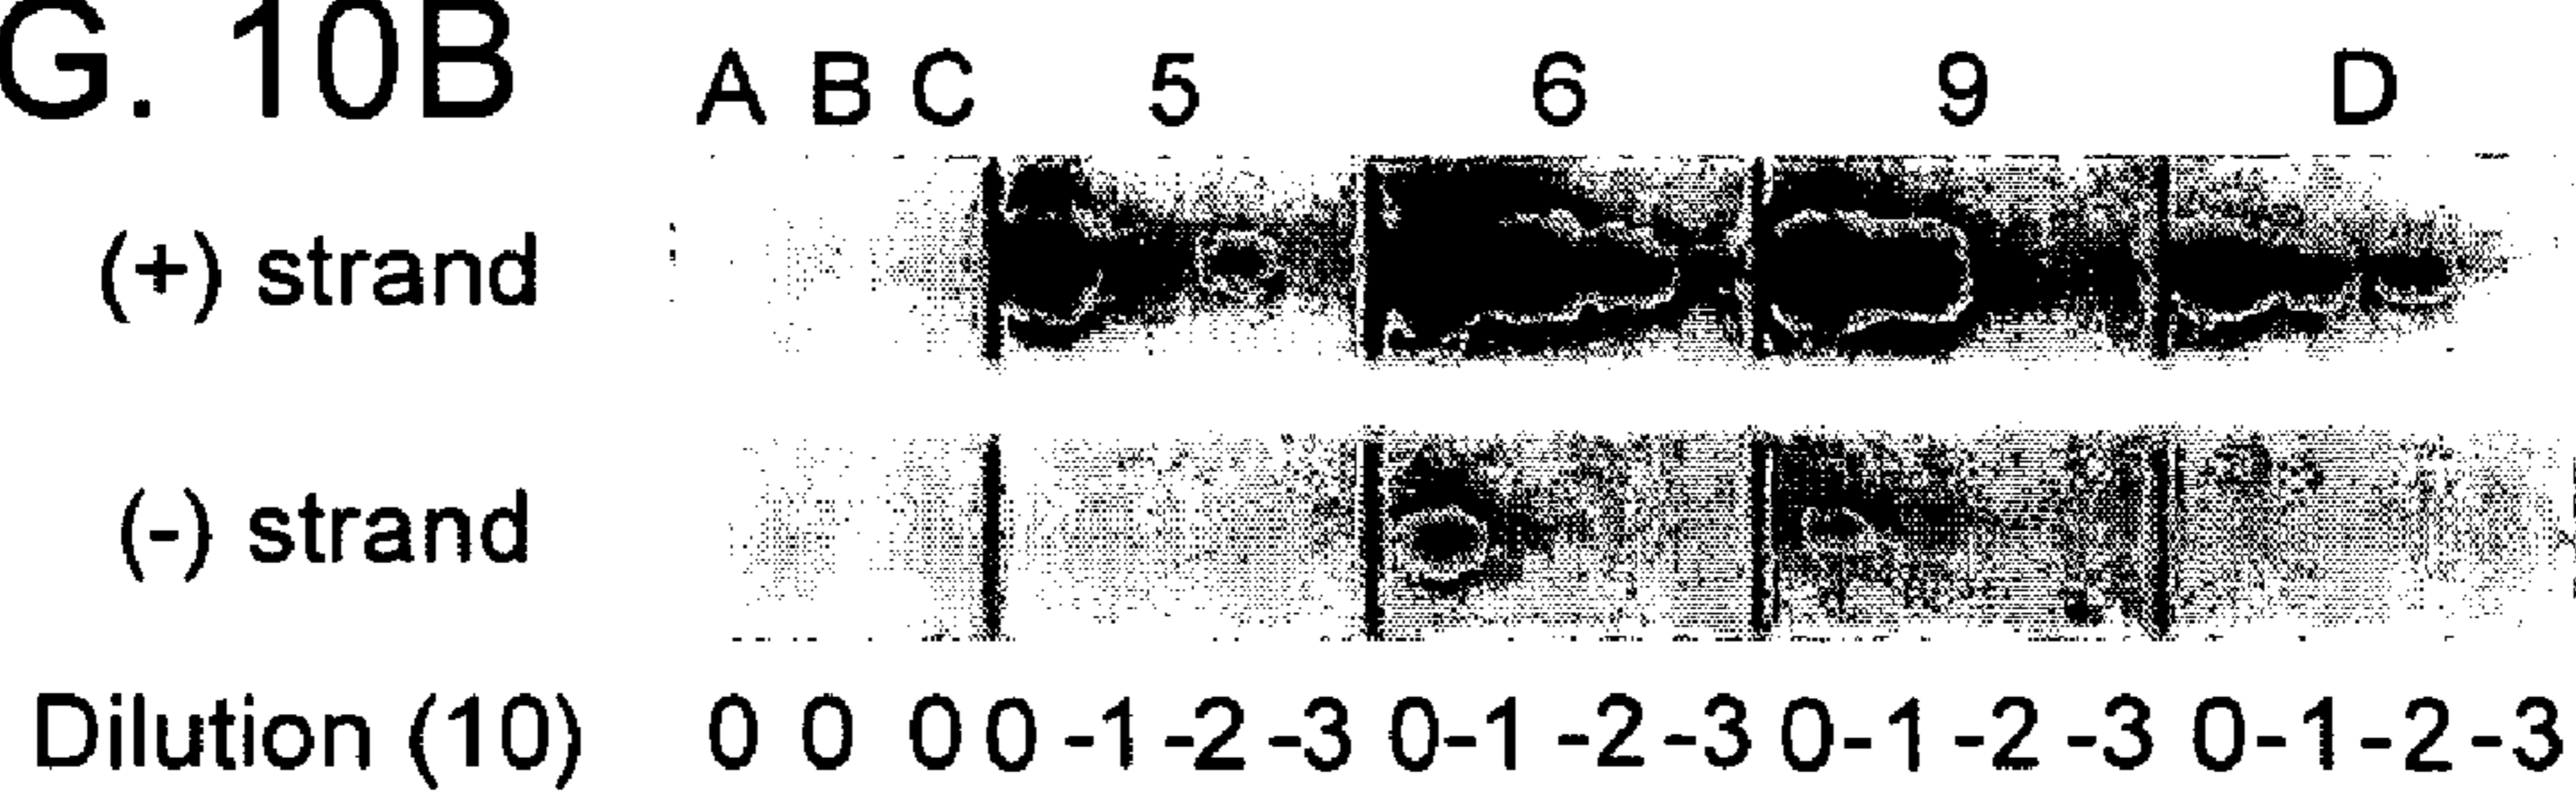 G. 10B
A B C 5 6 9 D
(+) strand
(-) strand
Dilution (10) 0 0 0 0 -1 -2 -3 0 -1 -2 -3 0 -1 -2 -3 0 -1 -2 -3